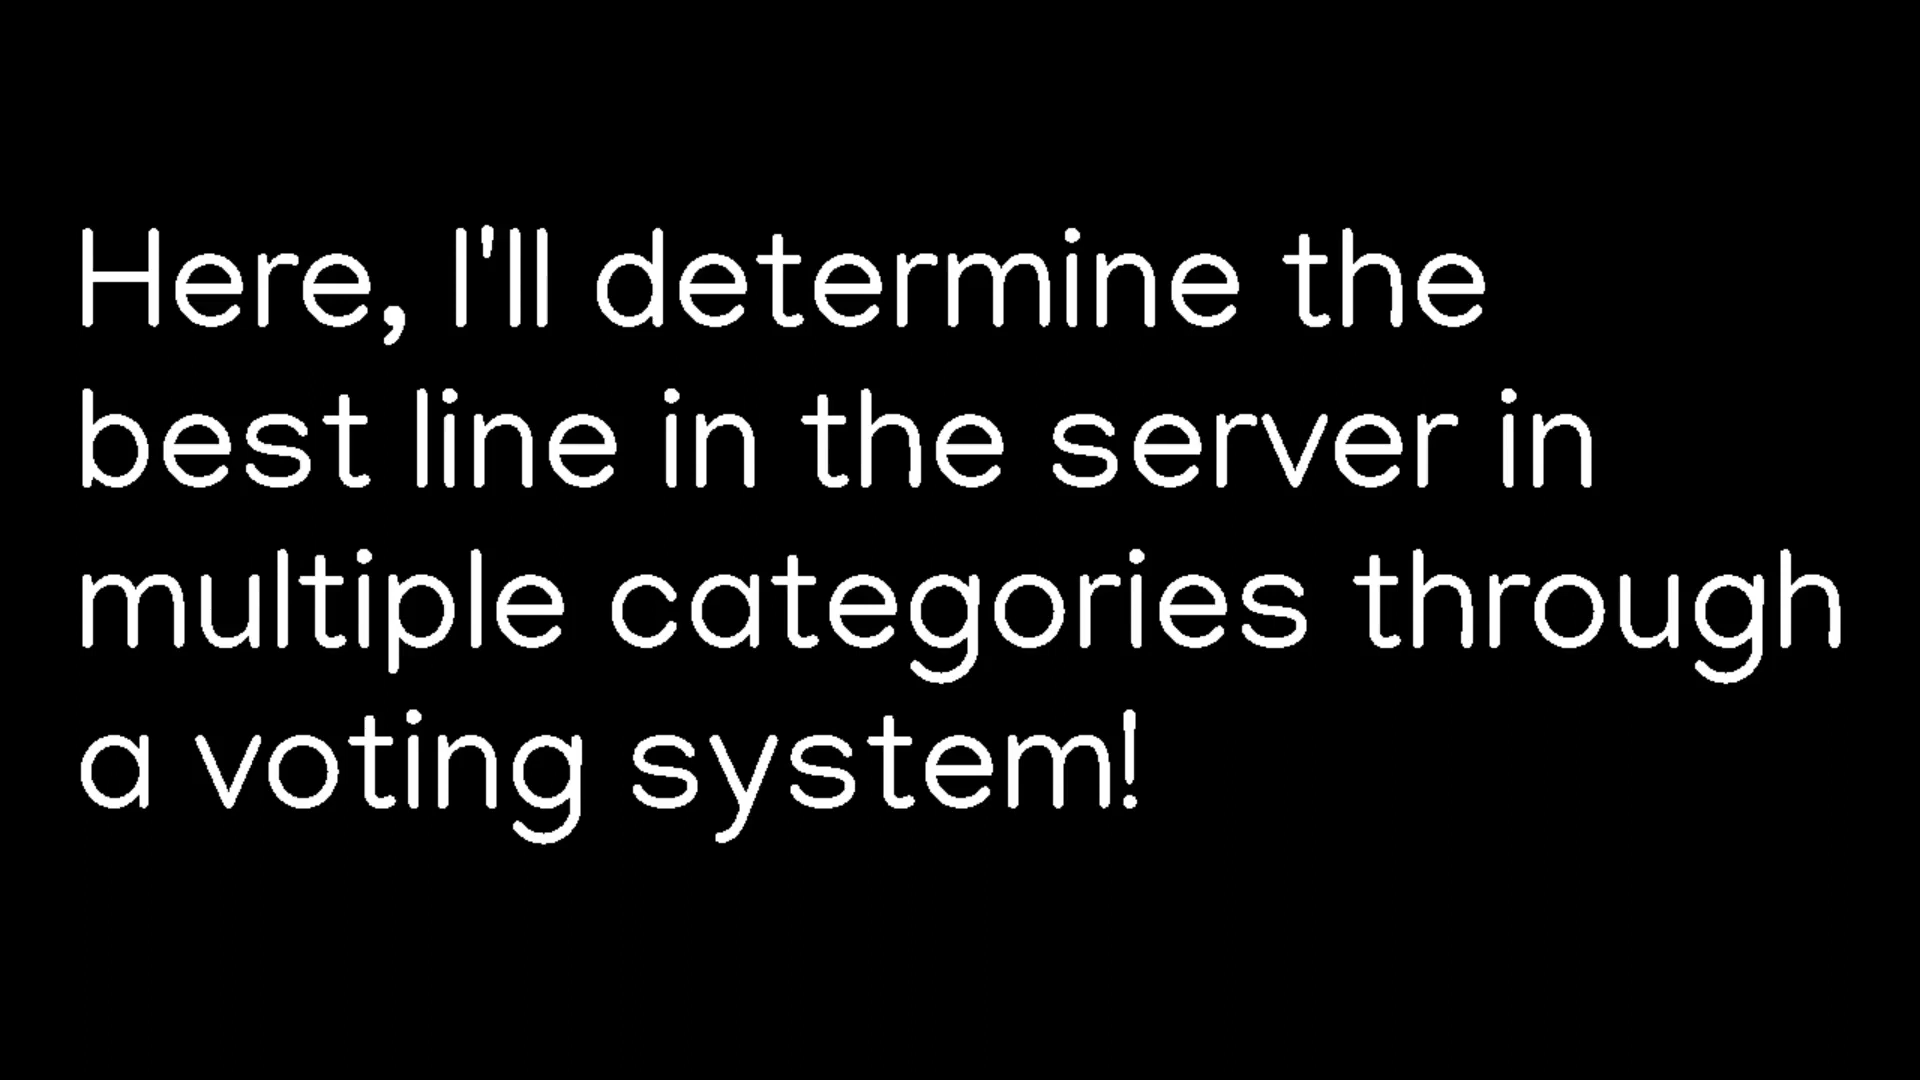 Here, I'll determine the
best line in the server in
multiple categories through
a voting system!